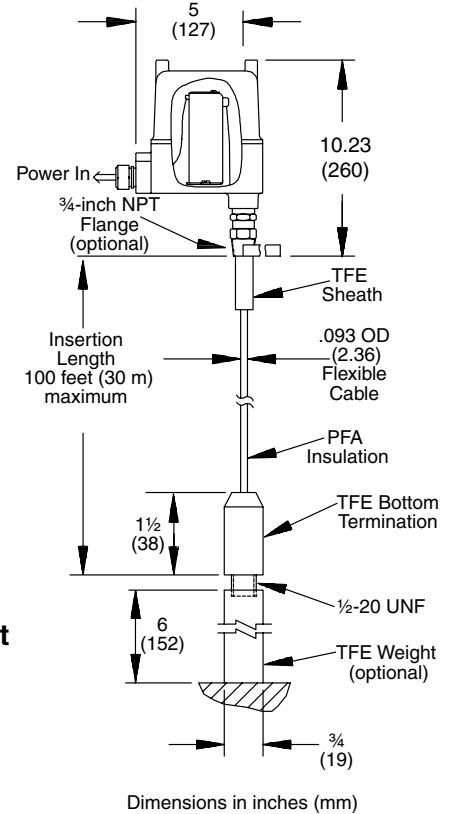 5
(127)
10.23
(260)
Power In
¾-inch NPT
Flange
(optional)
TFE
Sheath
Insertion
Length
100 feet (30 m)
maximum
.093 OD
(2.36)
Flexible
Cable
PFA
Insulation
TFE Bottom
Termination
1½
(38)
½-20 UNF
6
(152)
t
TFE Weight
(optional)
¾
(19)
Dimensions in inches (mm)